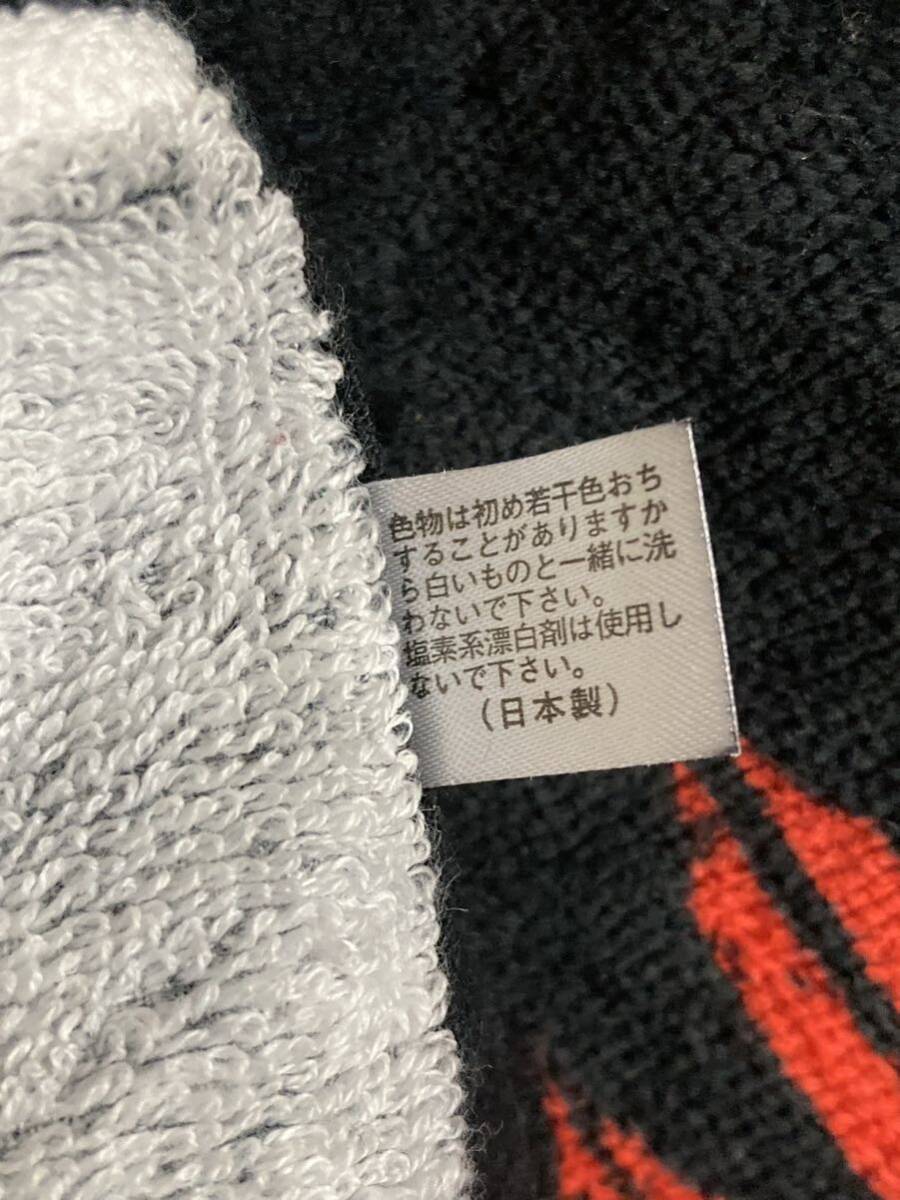 色物は初め若干色おち
することがありますか
ら白いものと一緒に洗
わないで下さい。
塩素系漂白剤は使用し
ないで下さい。
（日本製）